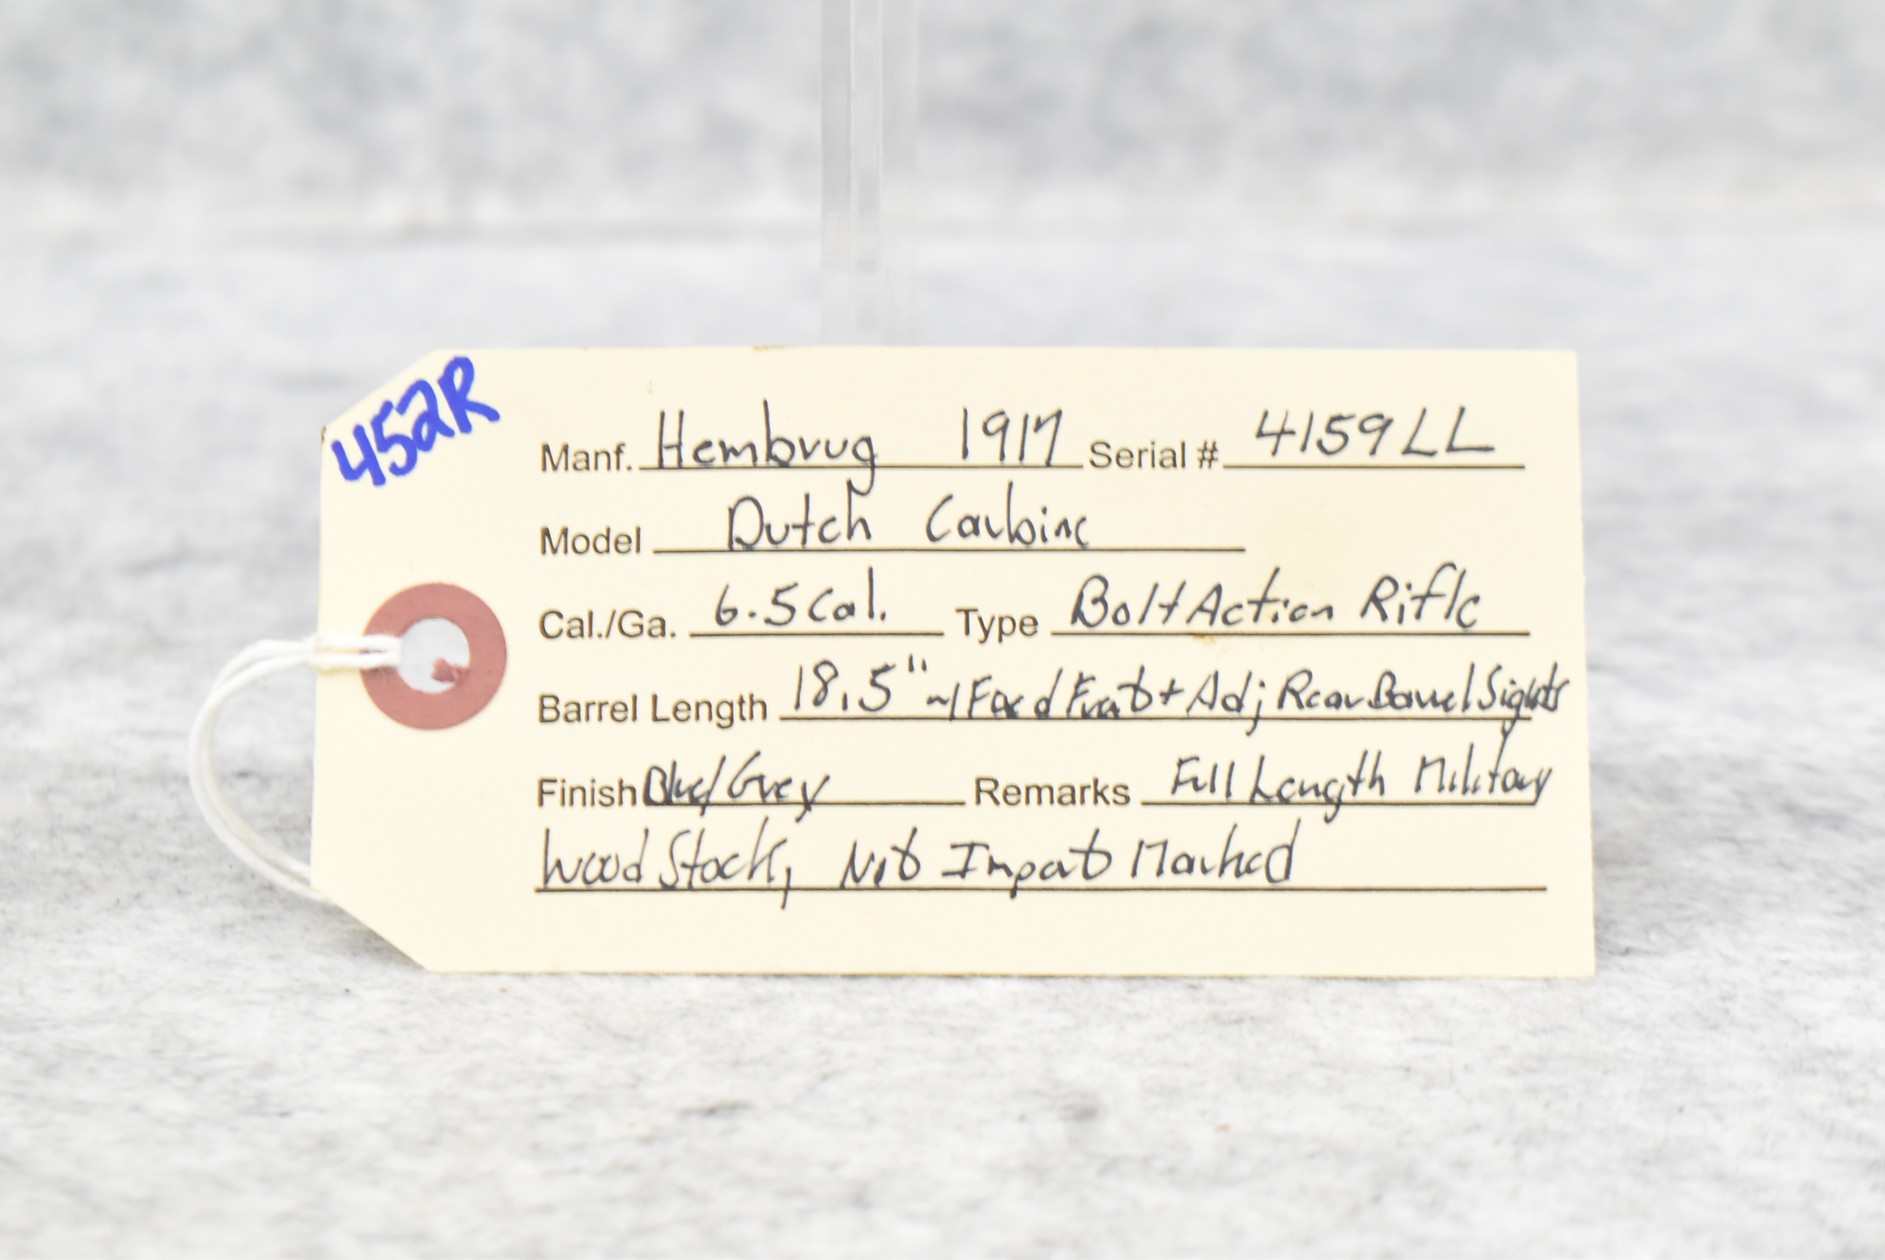 452R
Manf. Hembrug 1917 Serial # 4159LL
Model Dutch Carbine
Cal./Ga. 6.5 Cal. Type Bolt Action Rifle
Barrel Length 18.5" w/ Fixed Front + Adj Rear Barrel Sights
Finish Blue/Grey Remarks Full Length Military
Wood Stock, Not Import Marked